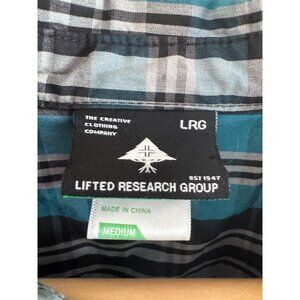 THE CREATIVE
CLOTHING
COMPANY
LRG
EST 1947
LIFTED RESEARCH GROUP
MADE IN CHINA
MEDIUM